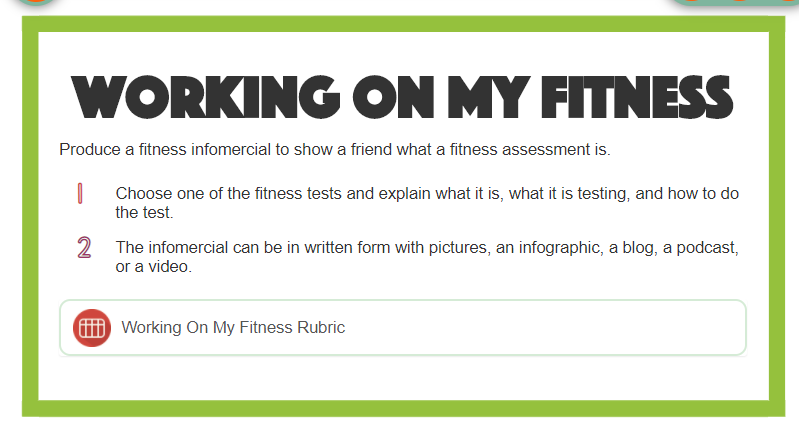 WORKING ON MY FITNESS
Produce a fitness infomercial to show a friend what a fitness assessment is.
1 Choose one of the fitness tests and explain what it is, what it is testing, and how to do
the test.
2 The infomercial can be in written form with pictures, an infographic, a blog, a podcast,
or a video.
Working On My Fitness Rubric